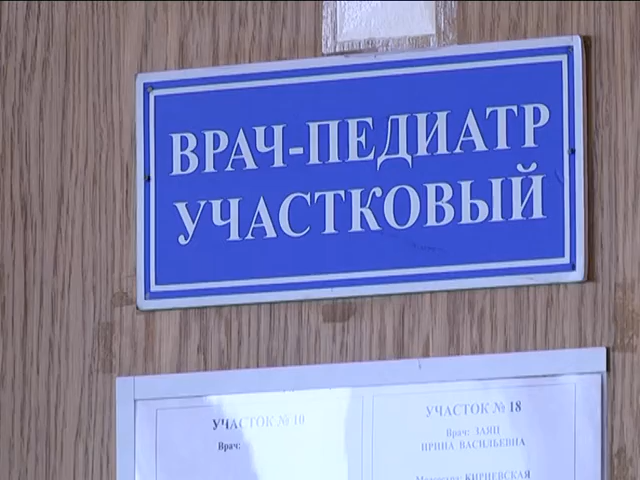 ВРАЧ-ПЕДИАТР
УЧАСТКОВЫЙ
УЧАСТОК № 10
Врач:
УЧАСТОК № 18
Врач: ЗАЯЦ
ИРИНА ВАСИЛЬЕВНА